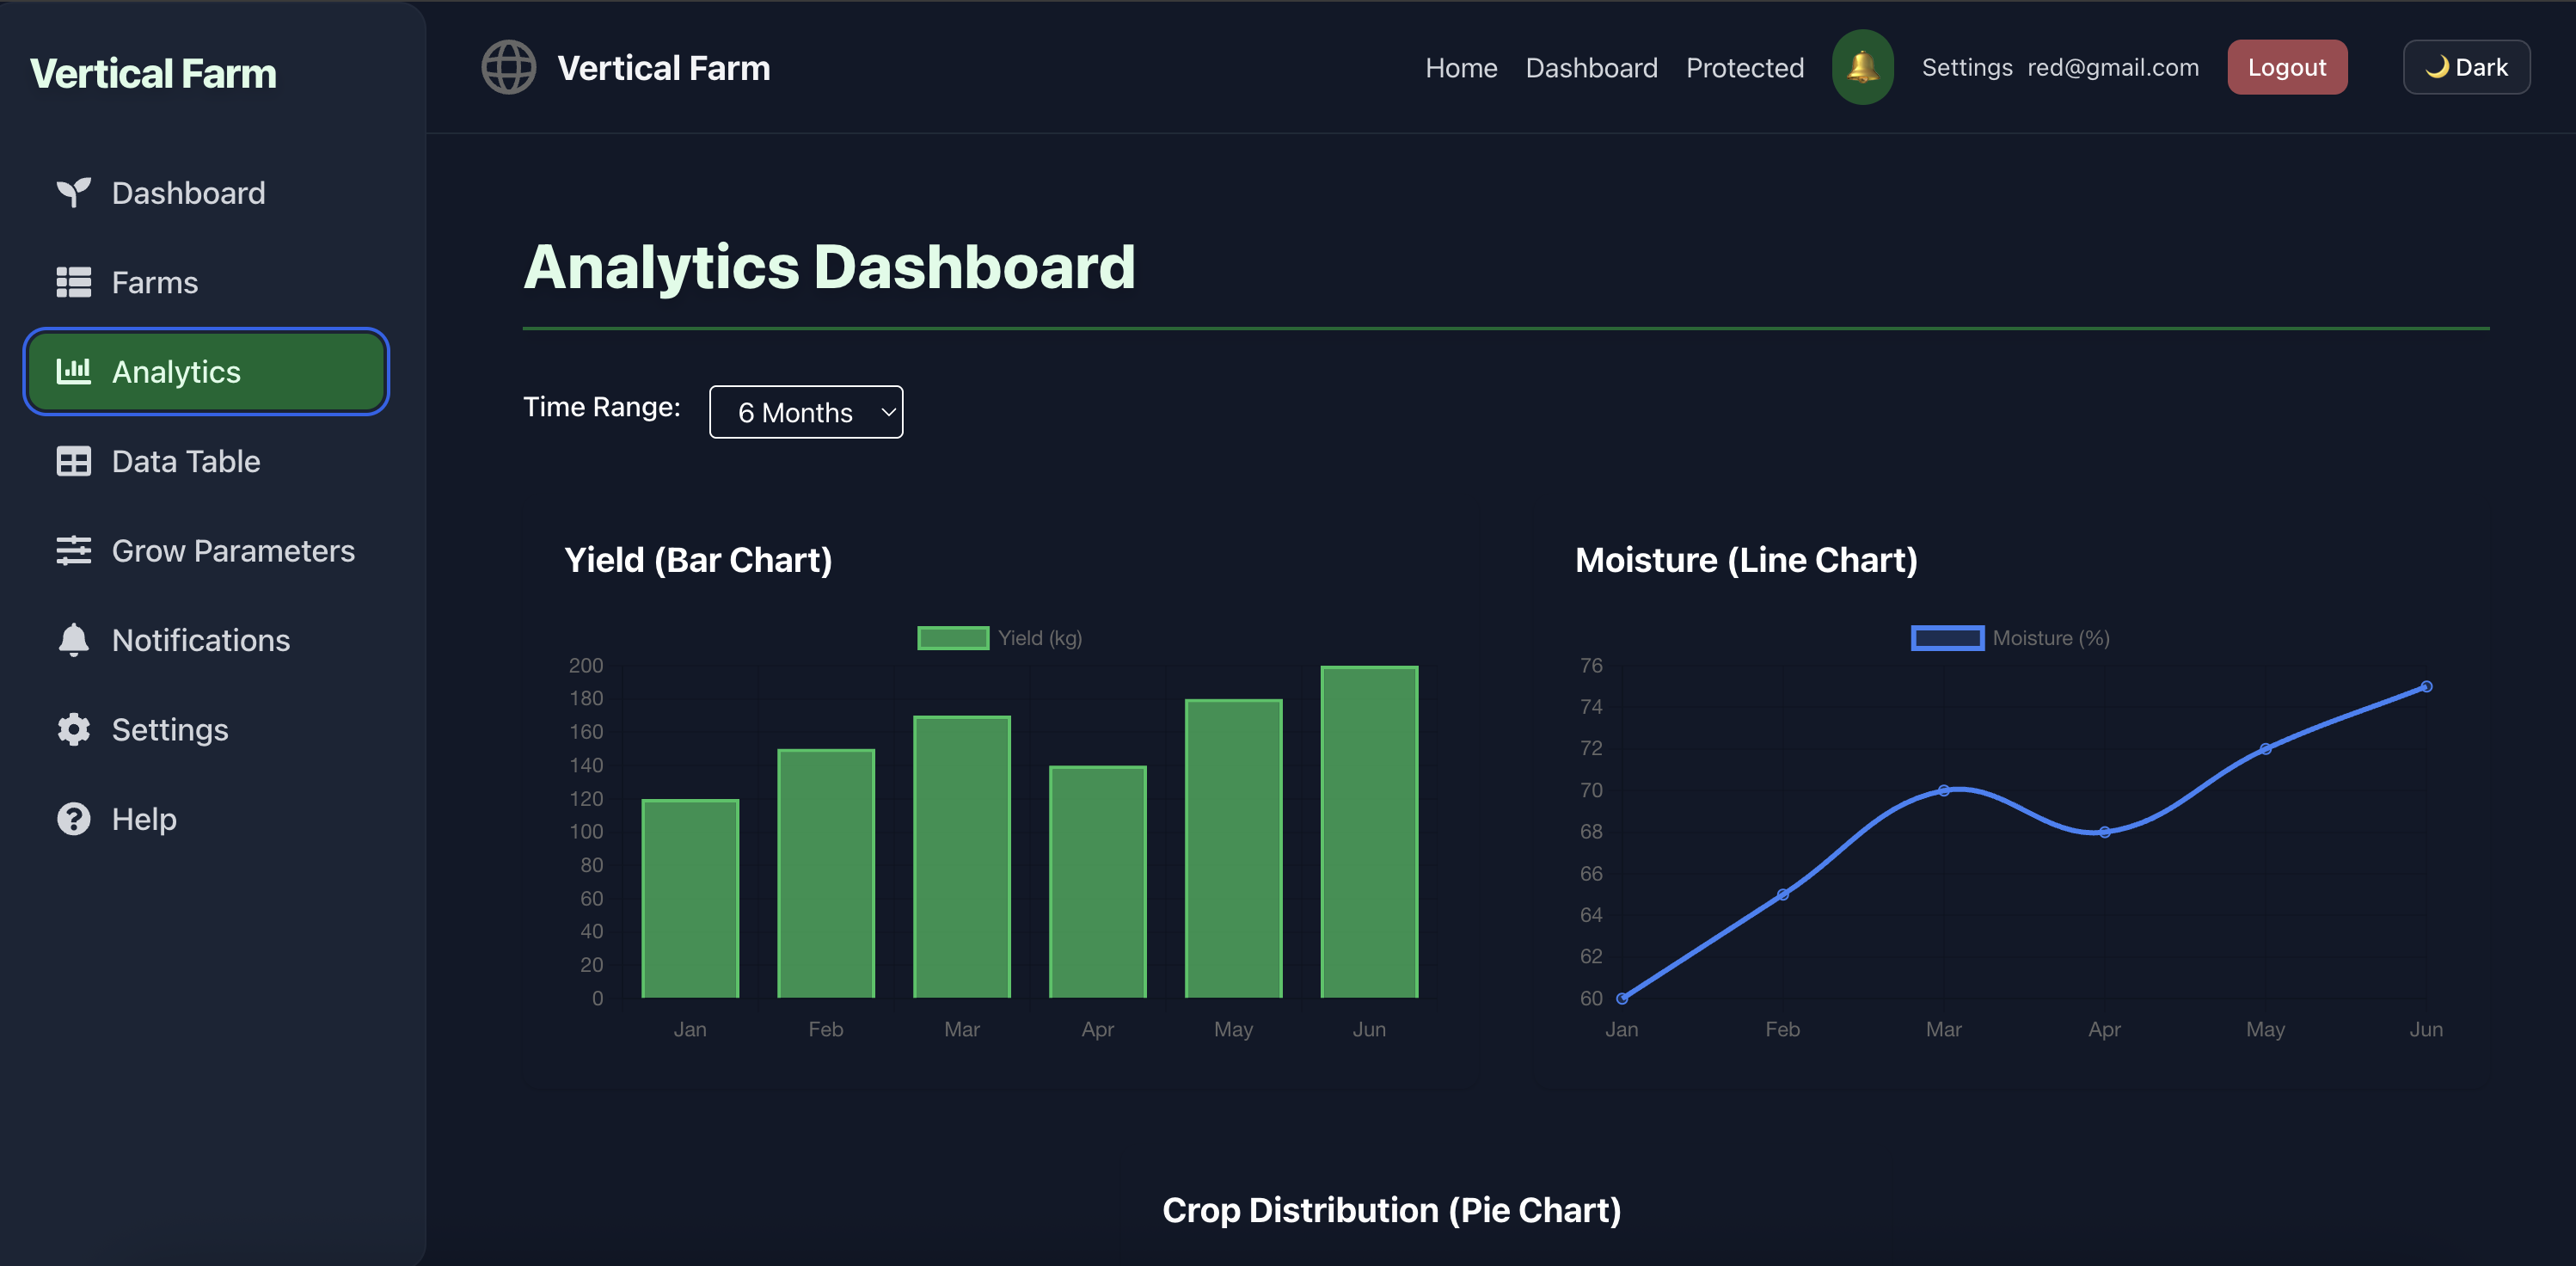 Vertical Farm
Dashboard
Farms
Analytics
Data Table
Grow Parameters
Notifications
Settings
Help
Vertical Farm
Home Dashboard Protected Settings red@gmail.com Logout Dark
Analytics Dashboard
Time Range: 6 Months
Yield (Bar Chart)
Yield (kg)
200
180
160
140
120
100
80
60
40
20
0
Jan Feb Mar Apr May Jun
Moisture (Line Chart)
Moisture (%)
76
74
72
70
68
66
64
62
60
Jan Feb Mar Apr May Jun
Crop Distribution (Pie Chart)